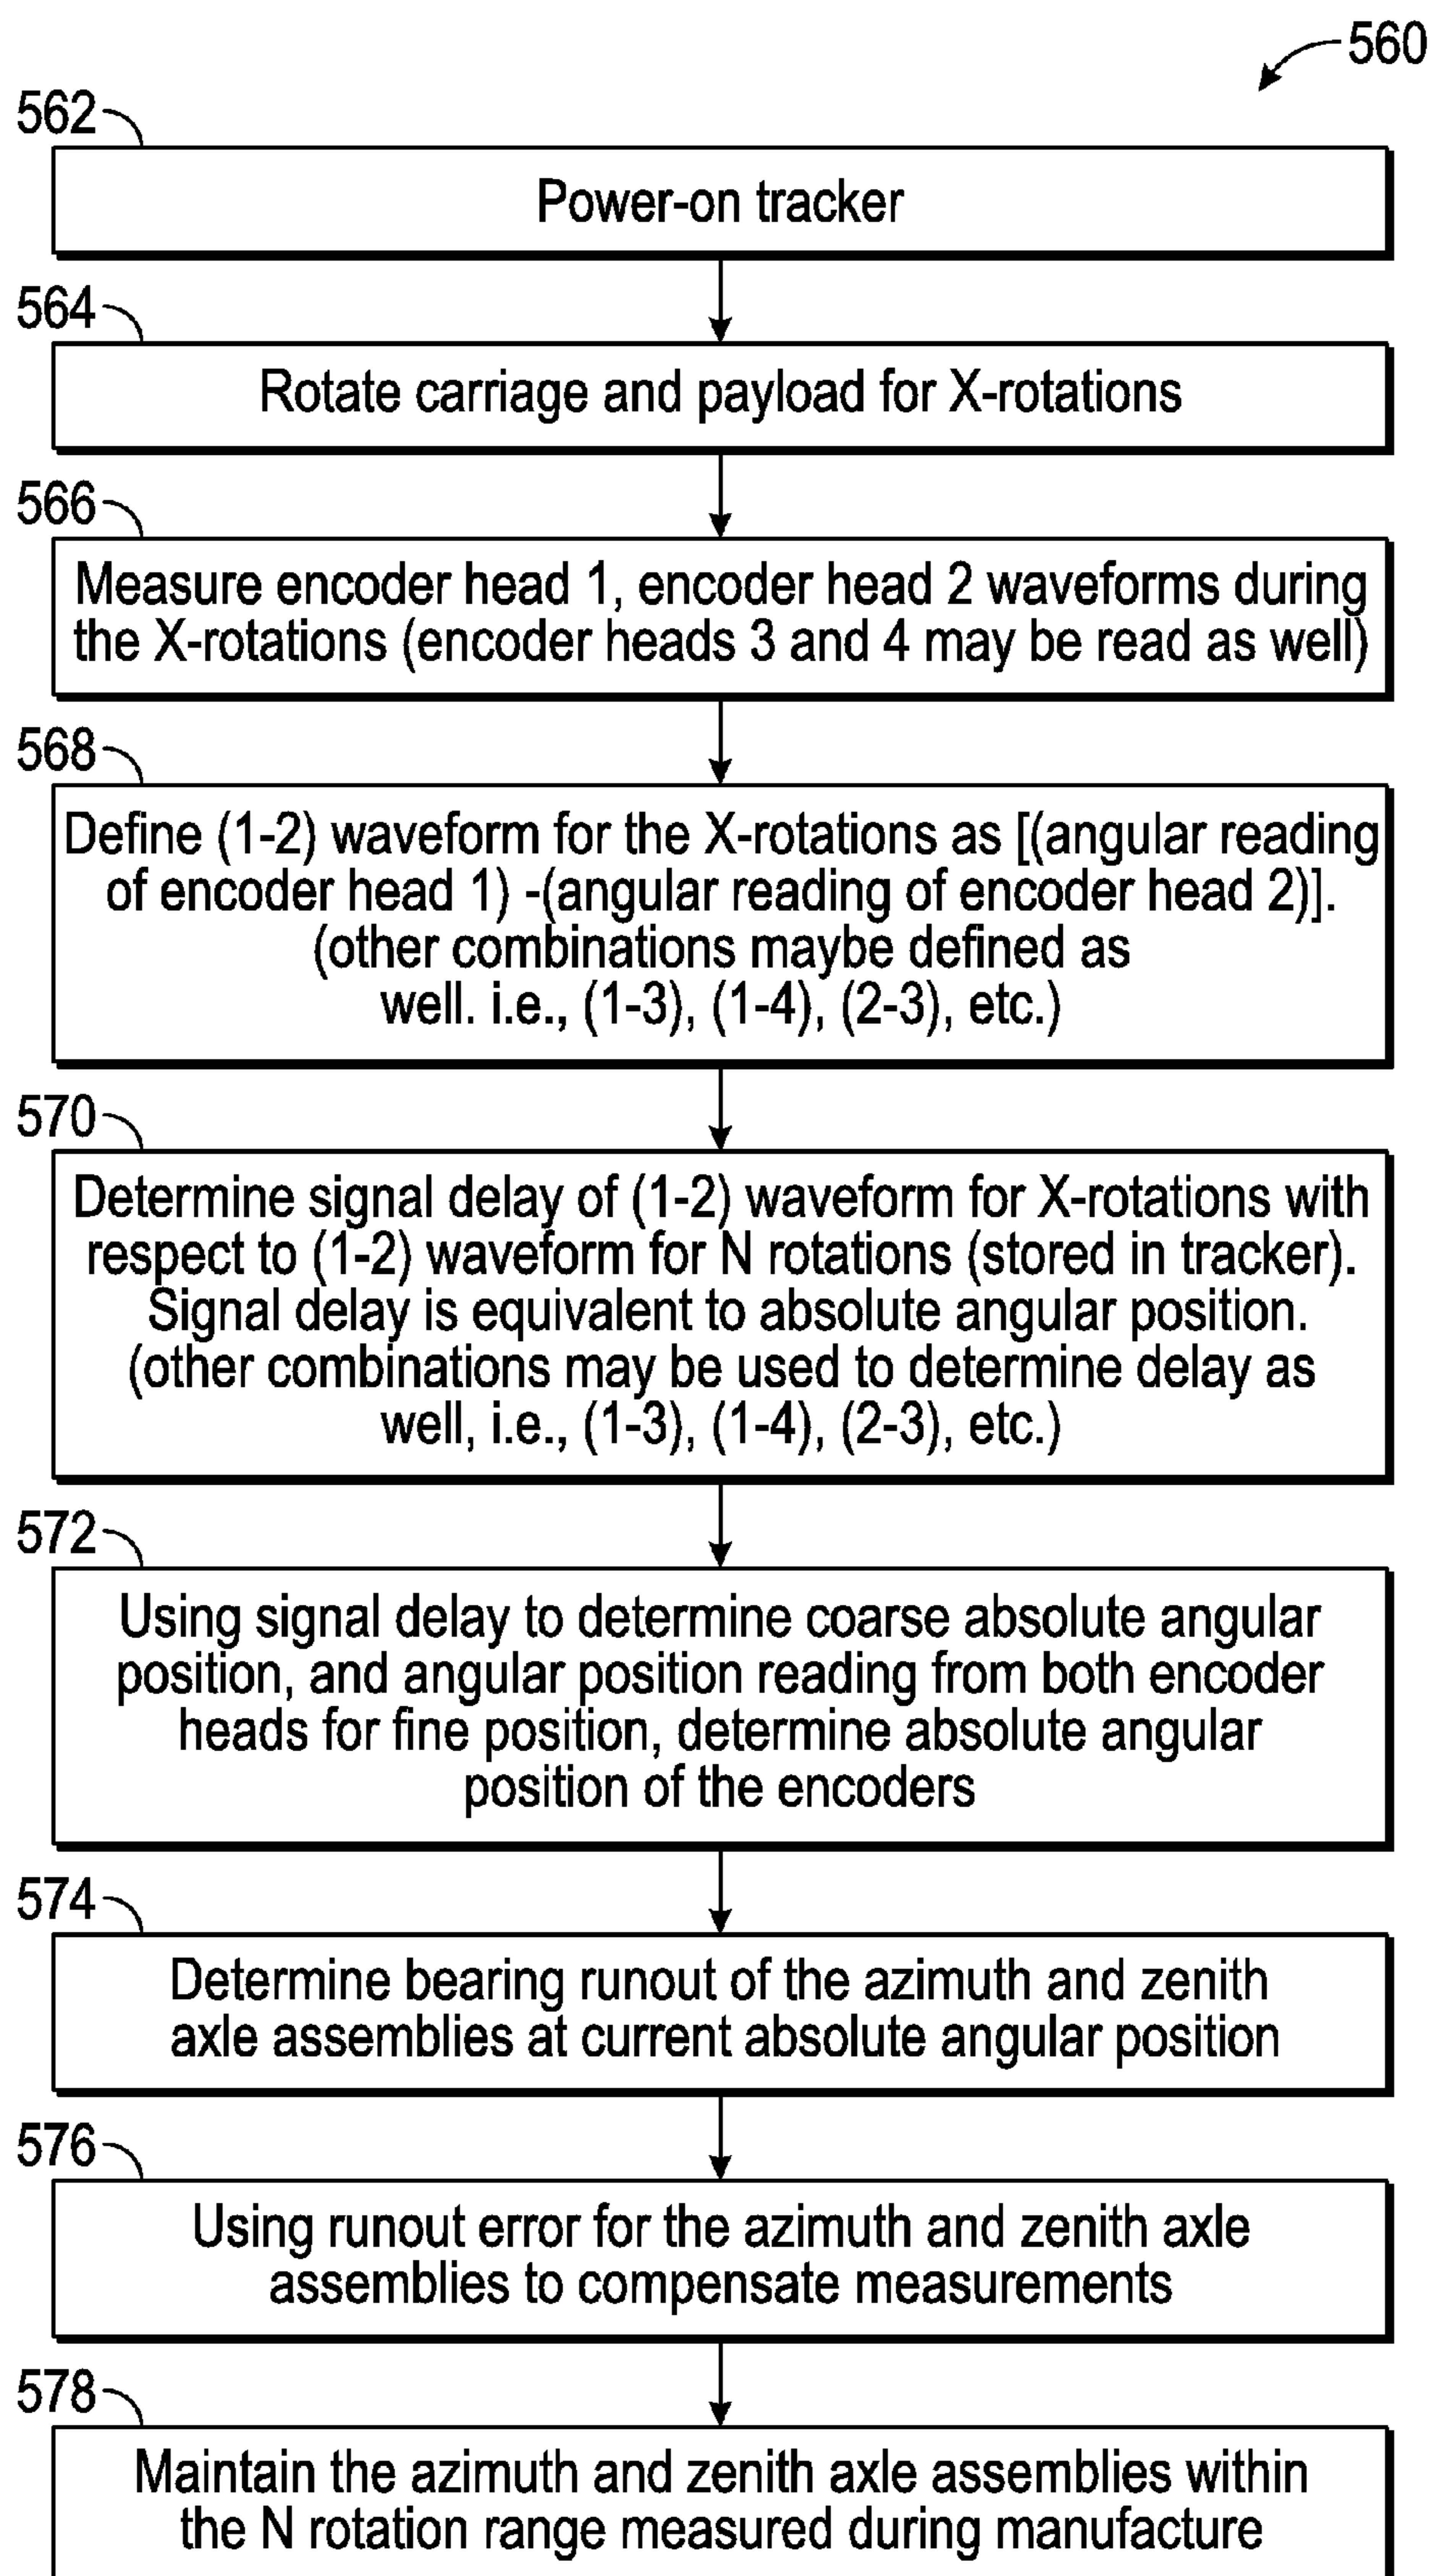 560
562
Power-on tracker
564
Rotate carriage and payload for X-rotations
566
Measure encoder head 1, encoder head 2 waveforms during
the X-rotations (encoder heads 3 and 4 may be read as well)
568
Define (1-2) waveform for the X-rotations as [(angular reading
of encoder head 1) -(angular reading of encoder head 2)].
(other combinations maybe defined as
well. i.e., (1-3), (1-4), (2-3), etc.)
570
Determine signal delay of (1-2) waveform for X-rotations with
respect to (1-2) waveform for N rotations (stored in tracker).
Signal delay is equivalent to absolute angular position.
(other combinations may be used to determine delay as
well, i.e., (1-3), (1-4), (2-3), etc.)
572
Using signal delay to determine coarse absolute angular
position, and angular position reading from both encoder
heads for fine position, determine absolute angular
position of the encoders
574
Determine bearing runout of the azimuth and zenith
axle assemblies at current absolute angular position
576
Using runout error for the azimuth and zenith axle
assemblies to compensate measurements
578
Maintain the azimuth and zenith axle assemblies within
the N rotation range measured during manufacture